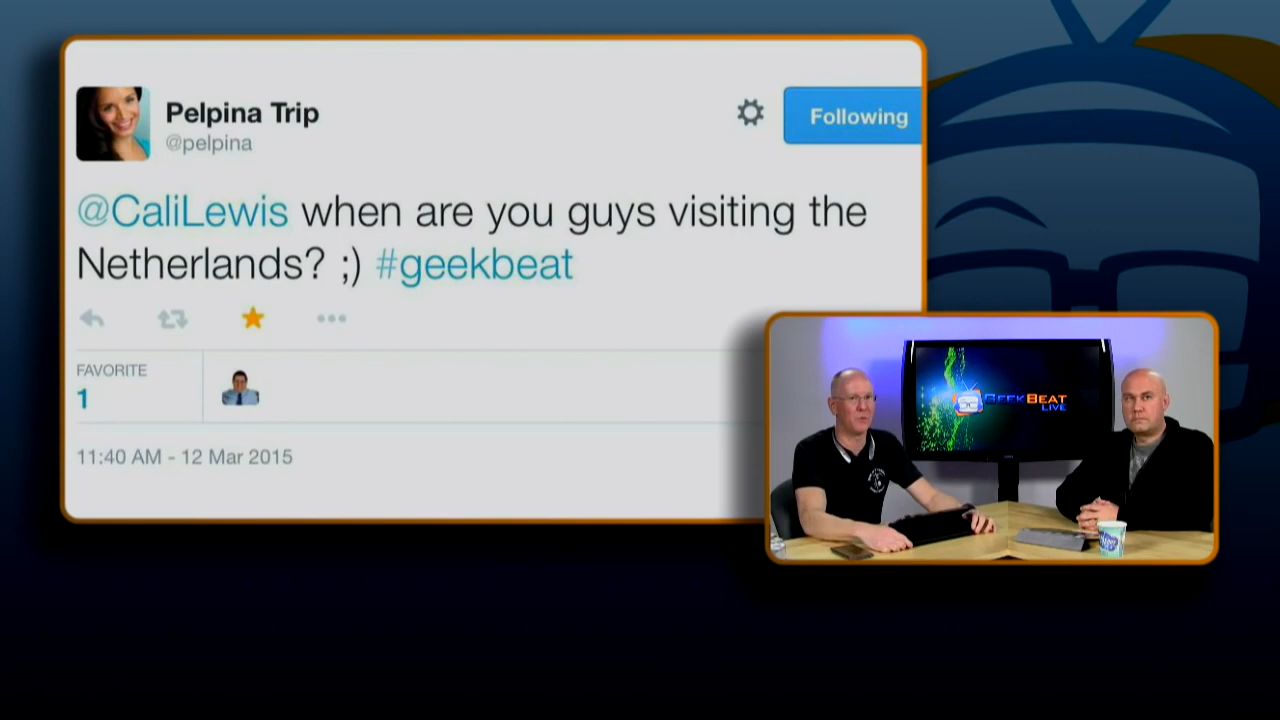 Pelpina Trip
@pelpina
Following
@CaliLewis when are you guys visiting the
Netherlands? ;) #geekbeat
FAVORITE
1
11:40 AM - 12 Mar 2015
GEEKBEAT
LIVE